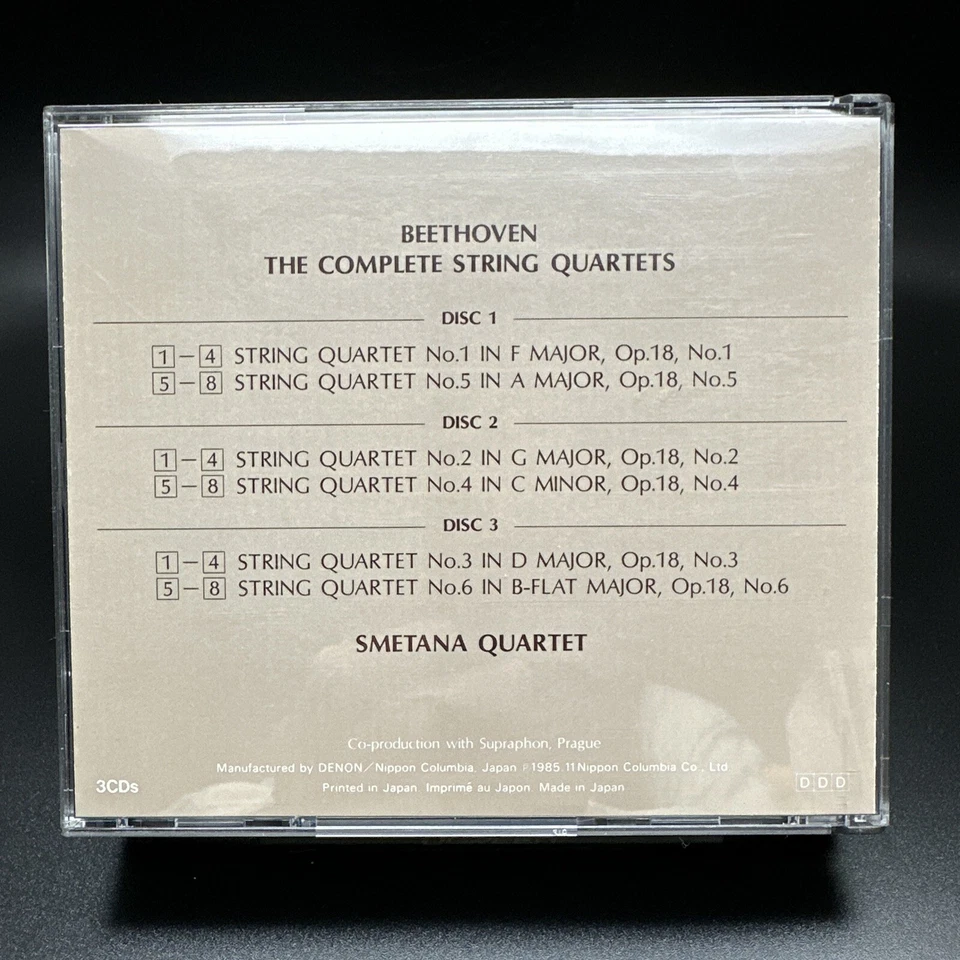 BEETHOVEN
THE COMPLETE STRING QUARTETS
DISC 1
1–4 STRING QUARTET No.1 IN F MAJOR, Op.18, No.1
5–8 STRING QUARTET No.5 IN A MAJOR, Op.18, No.5
DISC 2
1–4 STRING QUARTET No.2 IN G MAJOR, Op.18, No.2
5–8 STRING QUARTET No.4 IN C MINOR, Op.18, No.4
DISC 3
1–4 STRING QUARTET No.3 IN D MAJOR, Op.18, No.3
5–8 STRING QUARTET No.6 IN B-FLAT MAJOR, Op.18, No.6
SMETANA QUARTET
Co-production with Supraphon, Prague
Manufactured by DENON/Nippon Columbia, Japan ℗1985.11 Nippon Columbia Co., Ltd
3CDs Printed in Japan. Imprimé au Japon. Made in Japan DDD